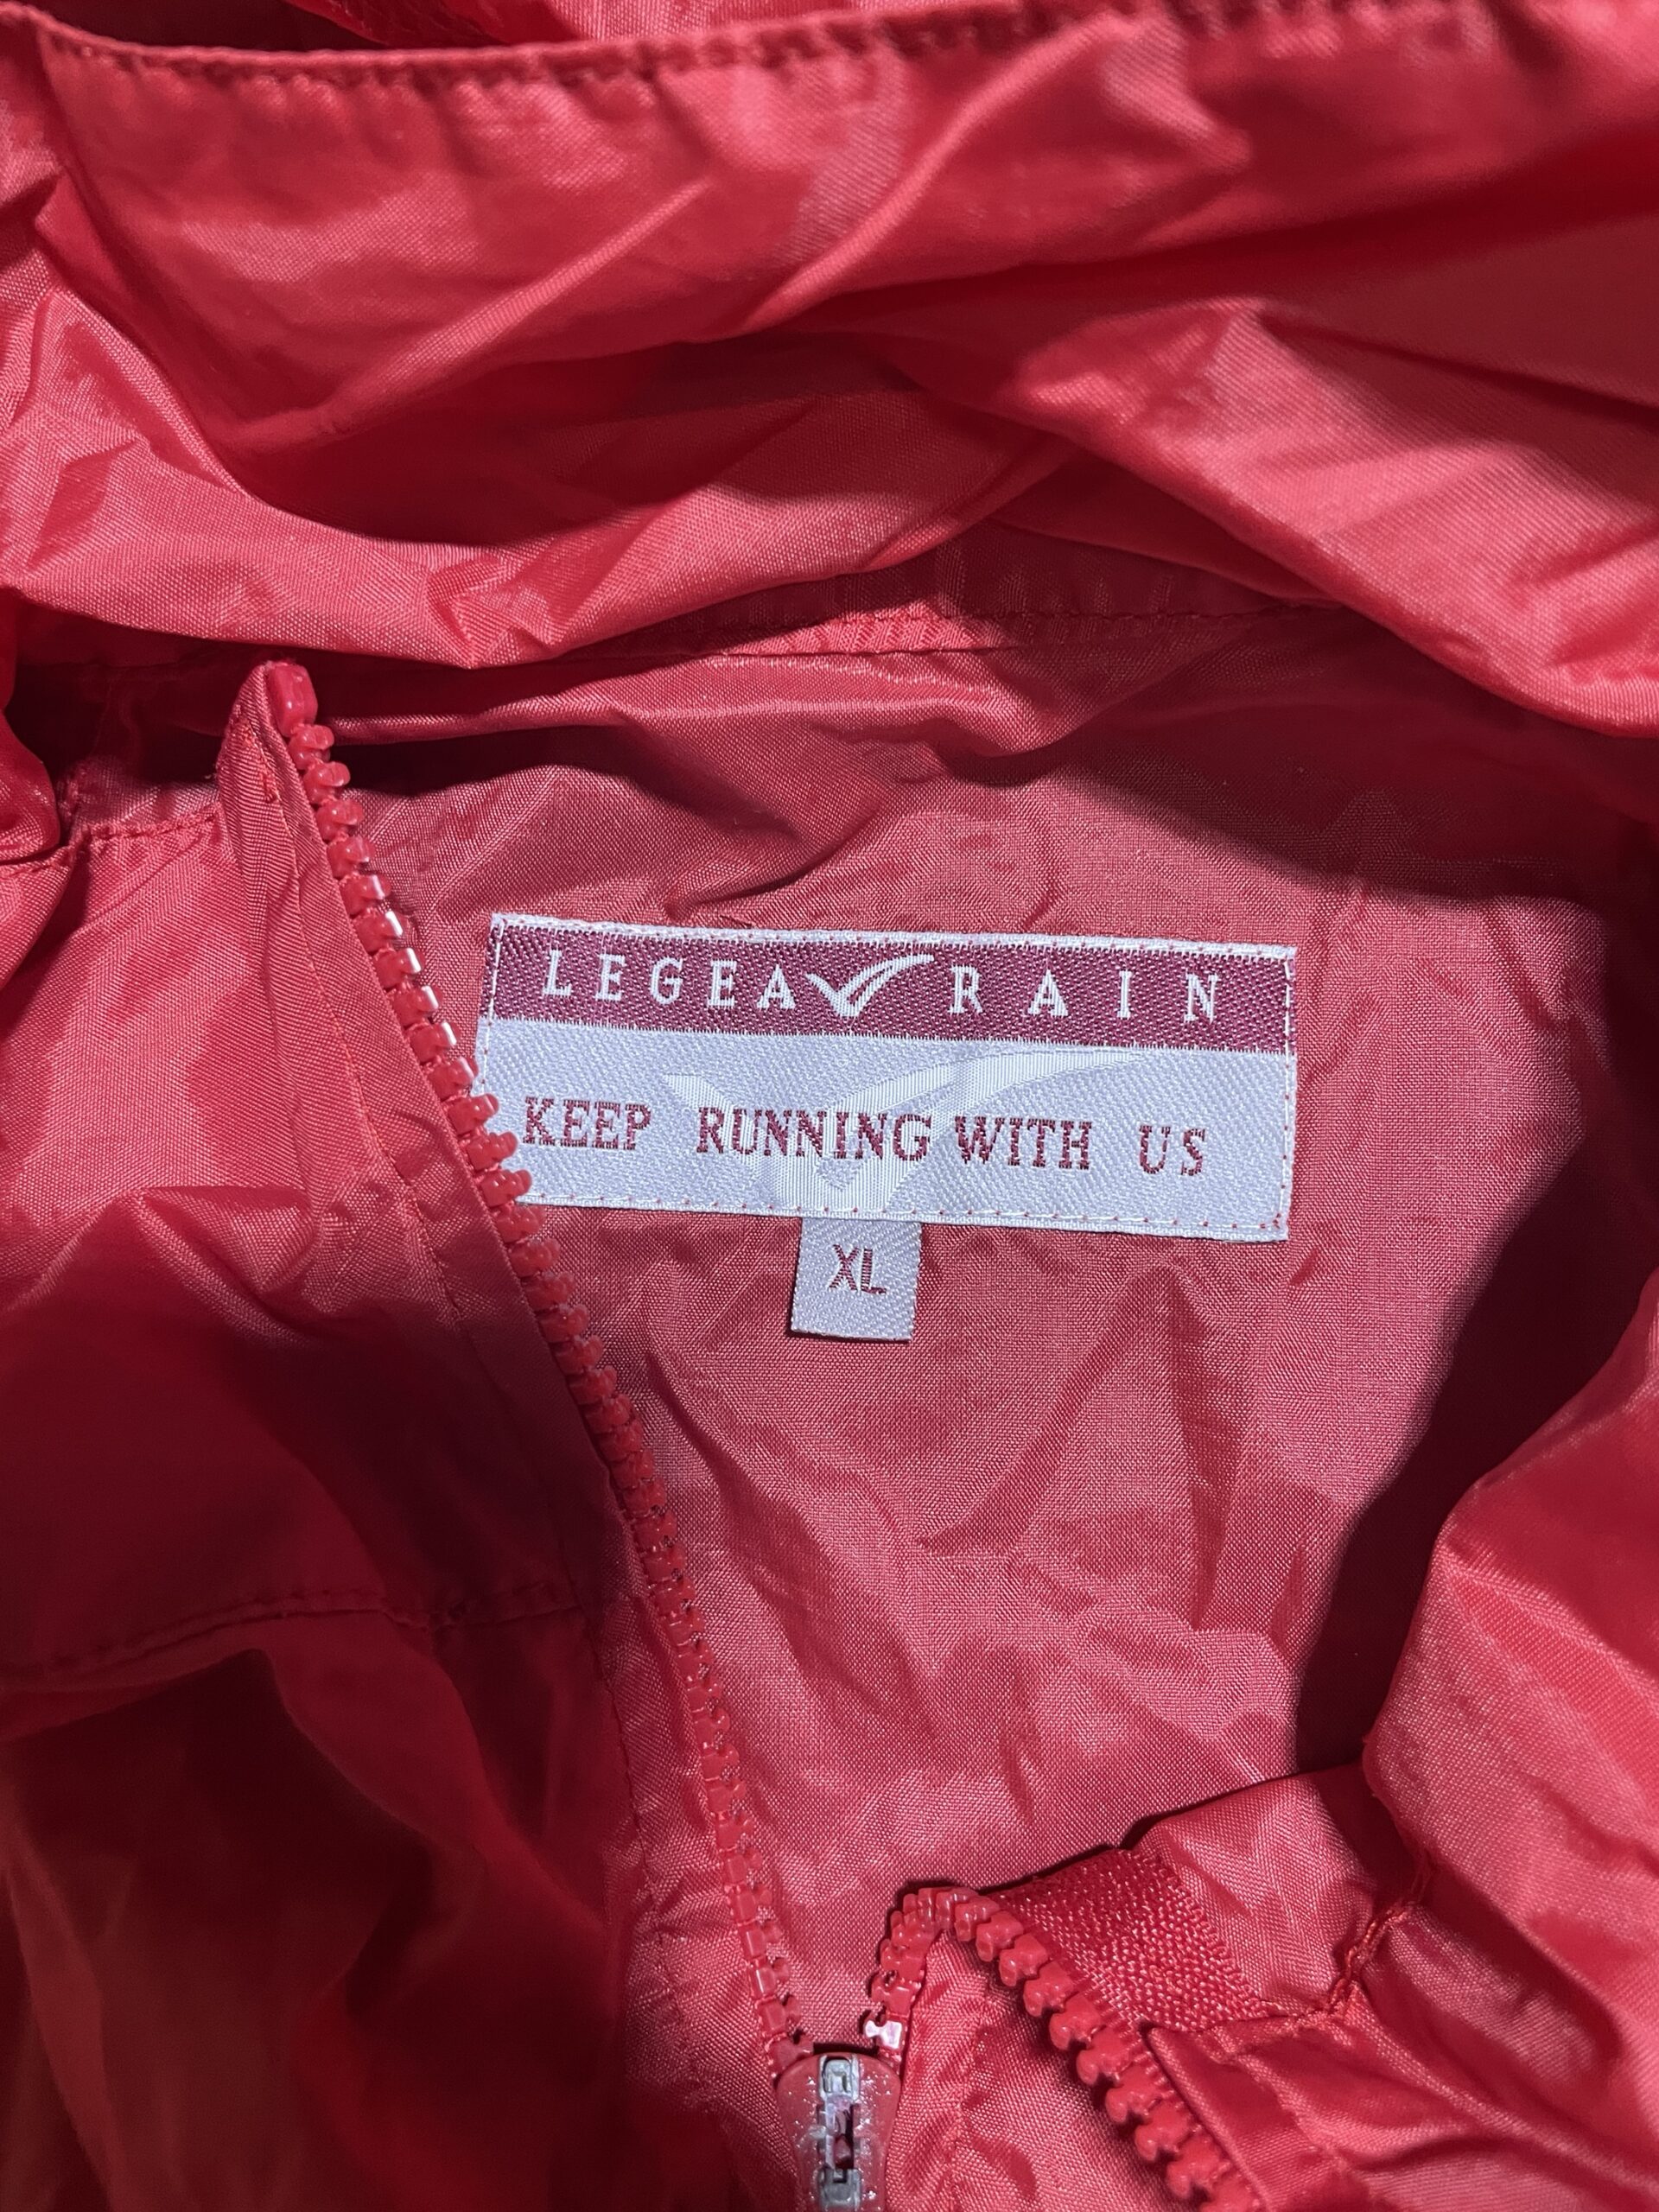 LEGEA RAIN
KEEP RUNNING WITH US
XL